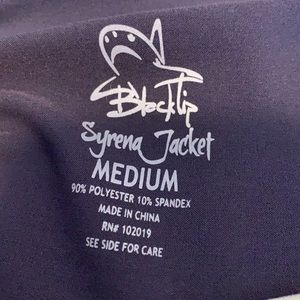 BlackTip
Syrena Jacket
MEDIUM
90% POLYESTER 10% SPANDEX
MADE IN CHINA
RN# 102019
SEE SIDE FOR CARE